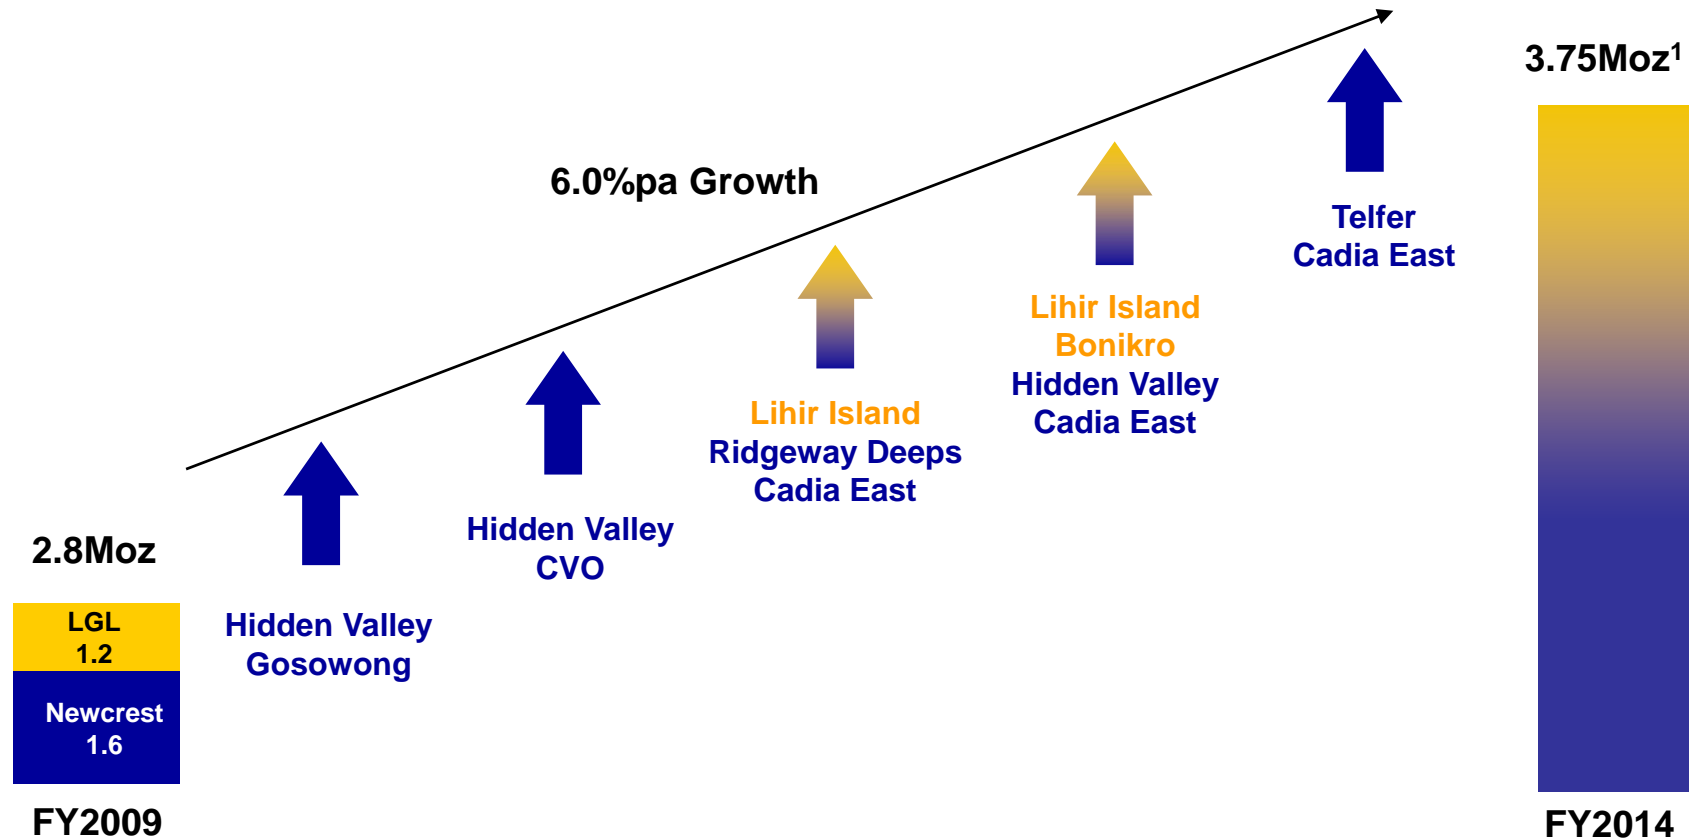 3.75Moz¹
6.0%pa Growth
Telfer
Cadia East
Lihir Island
Bonikro
Hidden Valley
Cadia East
Lihir Island
Ridgeway Deeps
Cadia East
Hidden Valley
CVO
Hidden Valley
Gosowong
2.8Moz
LGL
1.2
Newcrest
1.6
FY2009
FY2014